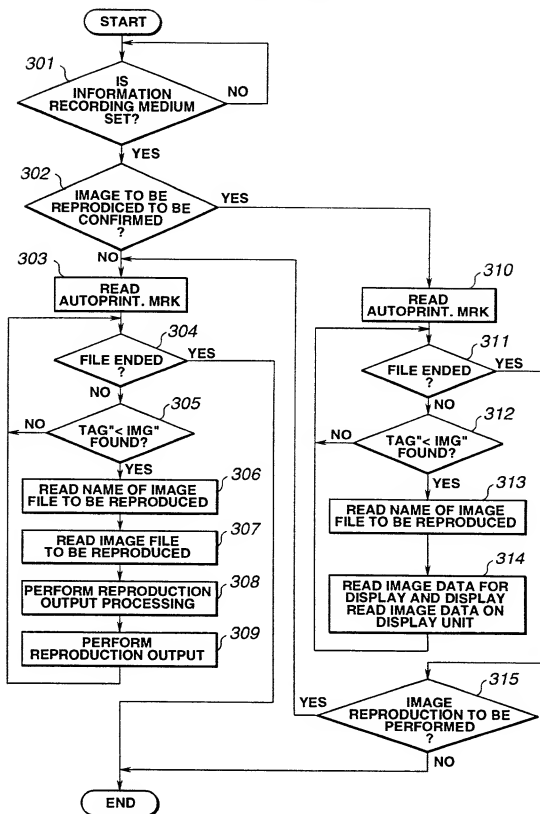 START
301
IS
INFORMATION
RECORDING MEDIUM
SET?
NO
YES
302
IMAGE TO BE
REPRODICED TO BE
CONFIRMED
?
YES
NO
303
READ
AUTOPRINT. MRK
304
FILE ENDED
?
YES
NO
305
TAG"< IMG"
FOUND?
NO
YES
306
READ NAME OF IMAGE
FILE TO BE REPRODUCED
307
READ IMAGE FILE
TO BE REPRODUCED
308
PERFORM REPRODUCTION
OUTPUT PROCESSING
309
PERFORM
REPRODUCTION OUTPUT
310
READ
AUTOPRINT. MRK
311
FILE ENDED
?
YES
NO
312
TAG"< IMG"
FOUND?
NO
YES
313
READ NAME OF IMAGE
FILE TO BE REPRODUCED
314
READ IMAGE DATA FOR
DISPLAY AND DISPLAY
READ IMAGE DATA ON
DISPLAY UNIT
315
IMAGE
REPRODUCTION TO BE
PERFORMED
?
YES
NO
END